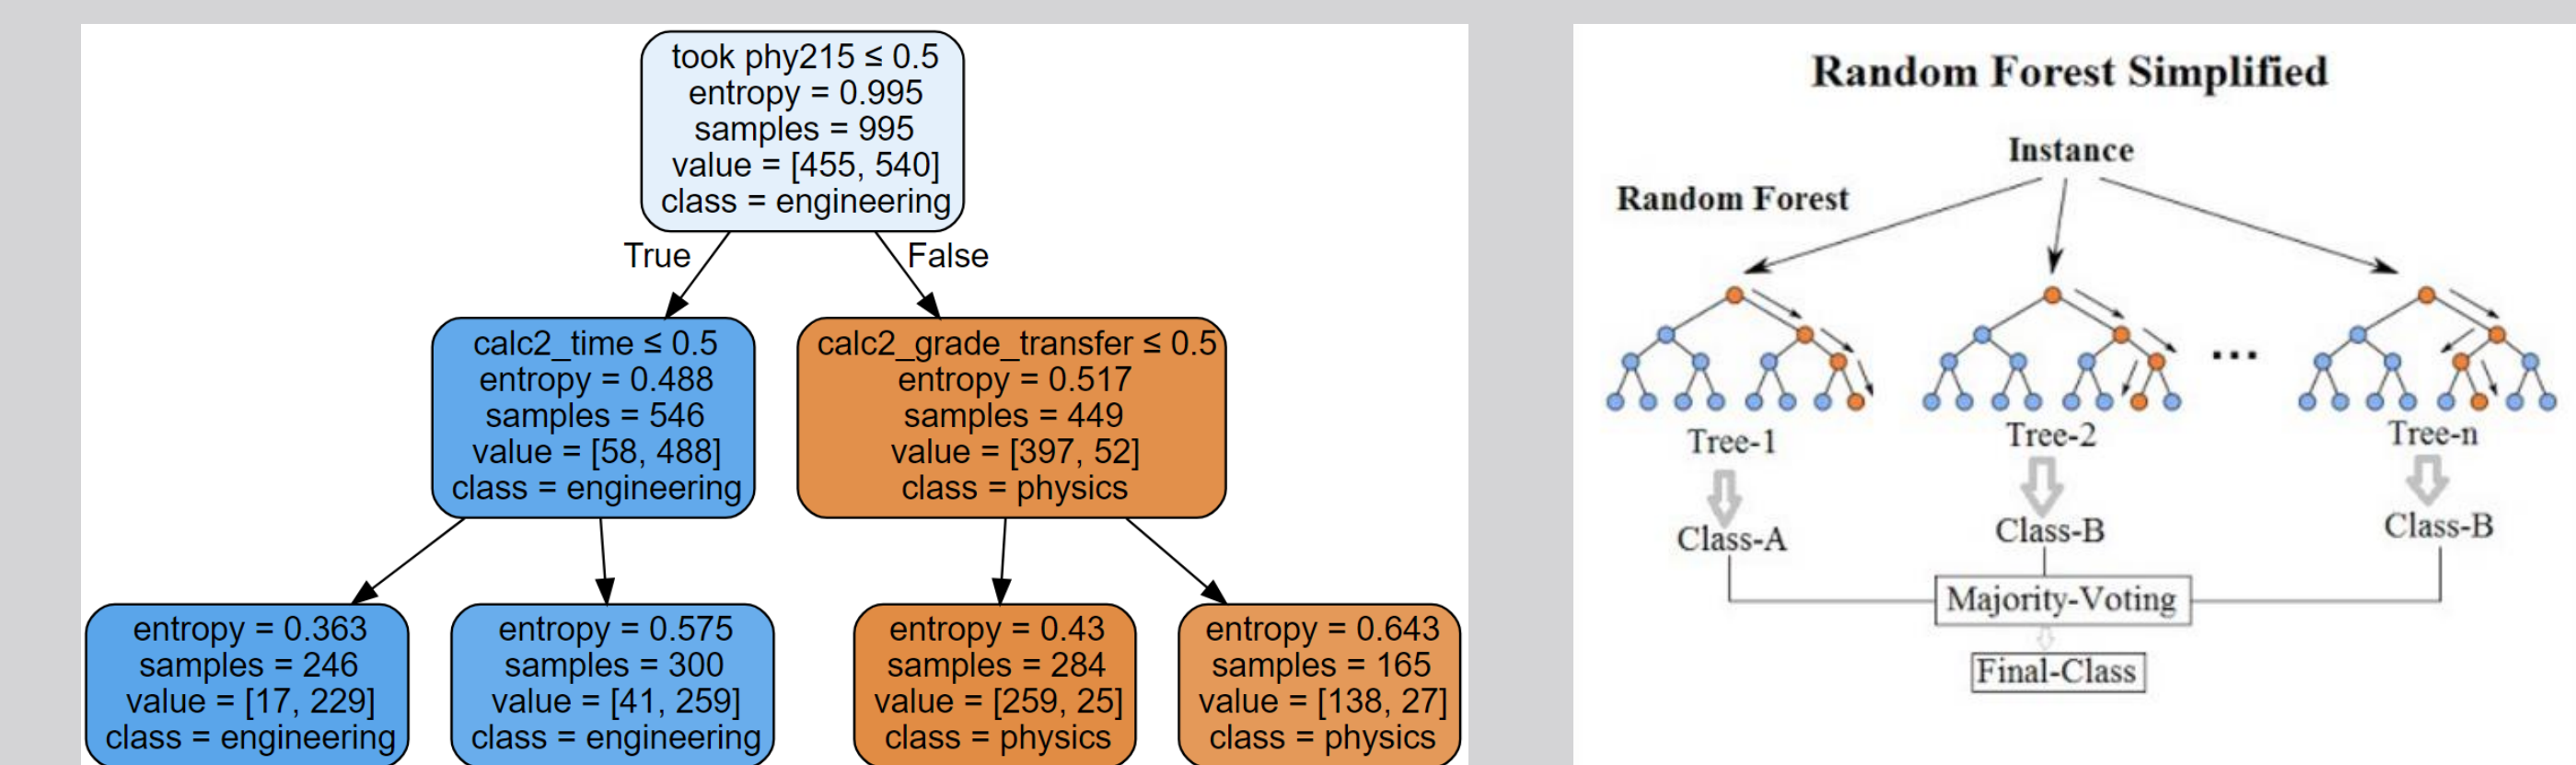 took phy215 ≤ 0.5
entropy = 0.995
samples = 995
value = [455, 540]
class = engineering
True
False
calc2_time ≤ 0.5
entropy = 0.488
samples = 546
value = [58, 488]
class = engineering
calc2_grade_transfer ≤ 0.5
entropy = 0.517
samples = 449
value = [397, 52]
class = physics
entropy = 0.363
samples = 246
value = [17, 229]
class = engineering
entropy = 0.575
samples = 300
value = [41, 259]
class = engineering
entropy = 0.43
samples = 284
value = [259, 25]
class = physics
entropy = 0.643
samples = 165
value = [138, 27]
class = physics
Random Forest Simplified
Instance
Random Forest
...
Tree-1
Tree-2
Tree-n
Class-A
Class-B
Class-B
Majority-Voting
Final-Class